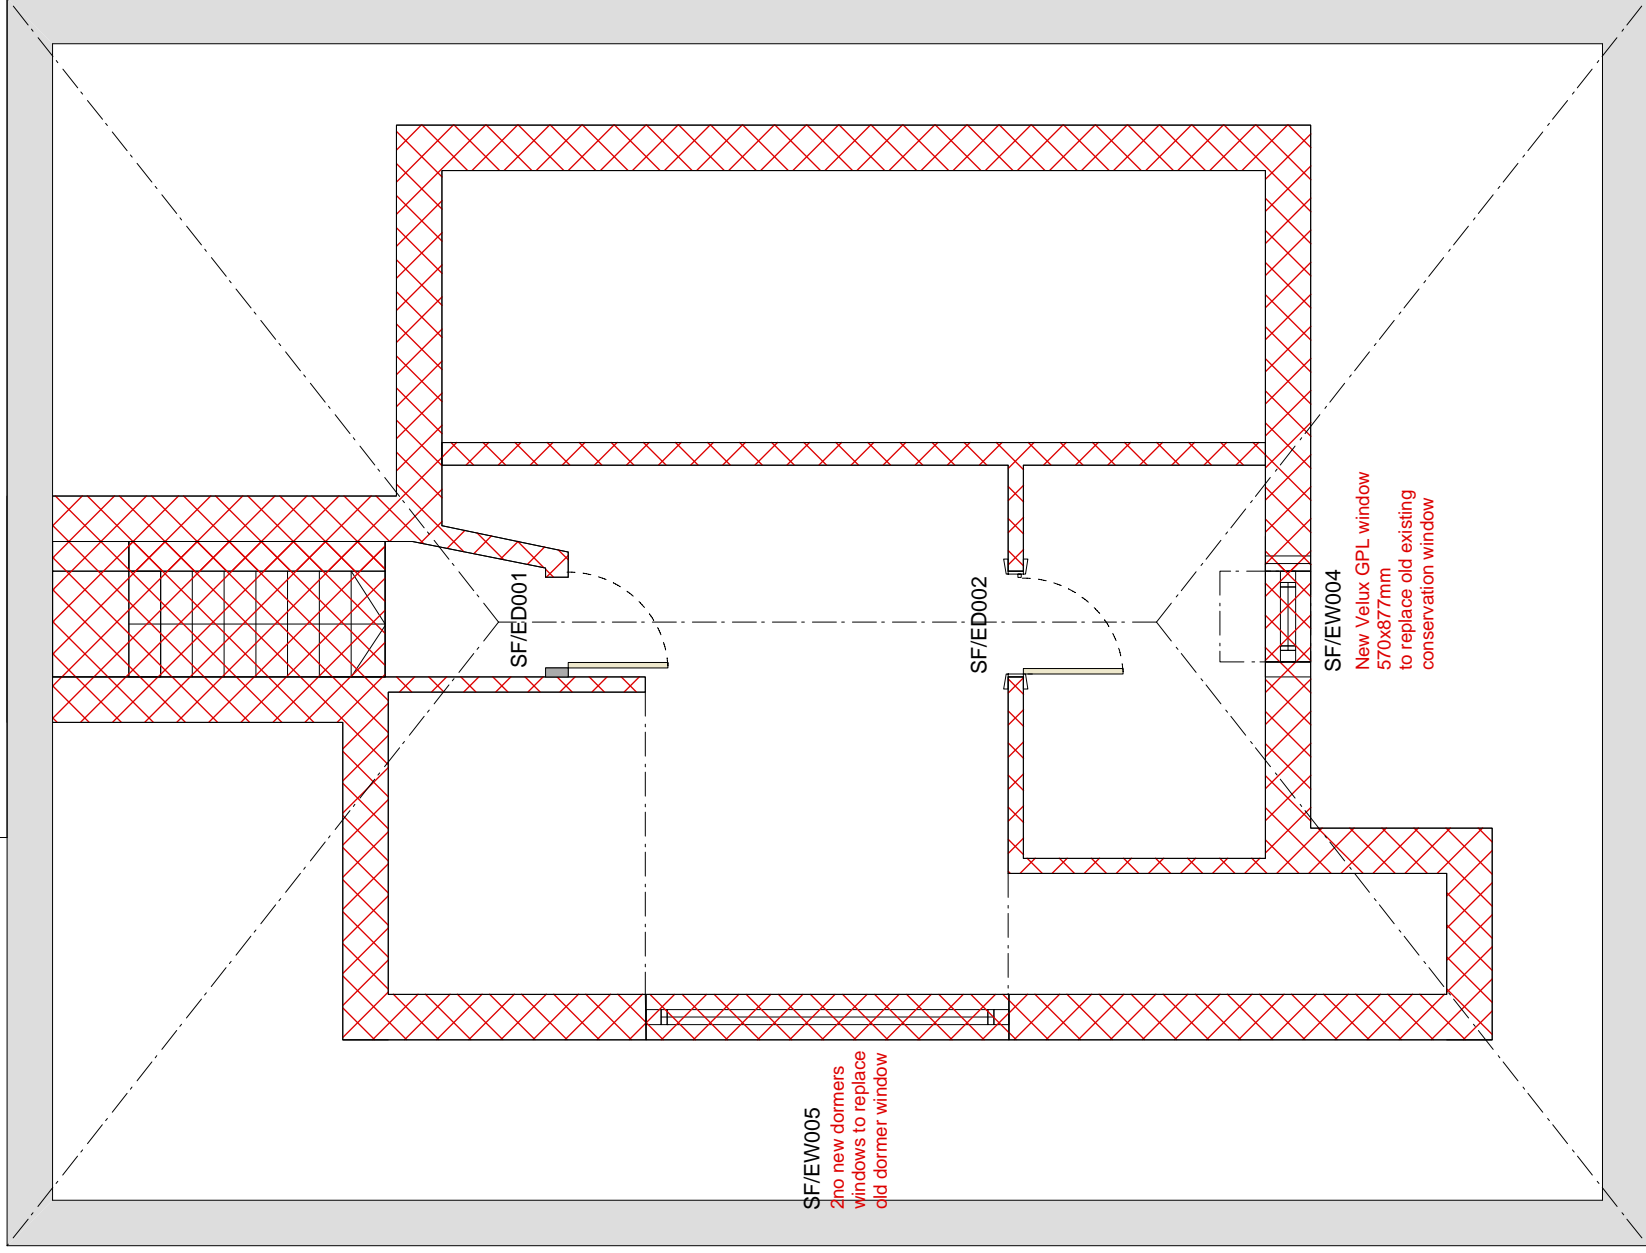 SF/ED001
SF/ED002
SF/EW004
New Velux GPL window
570x877mm
to replace old existing
conservation window
SF/EW005
2no new dormers
windows to replace
old dormer window